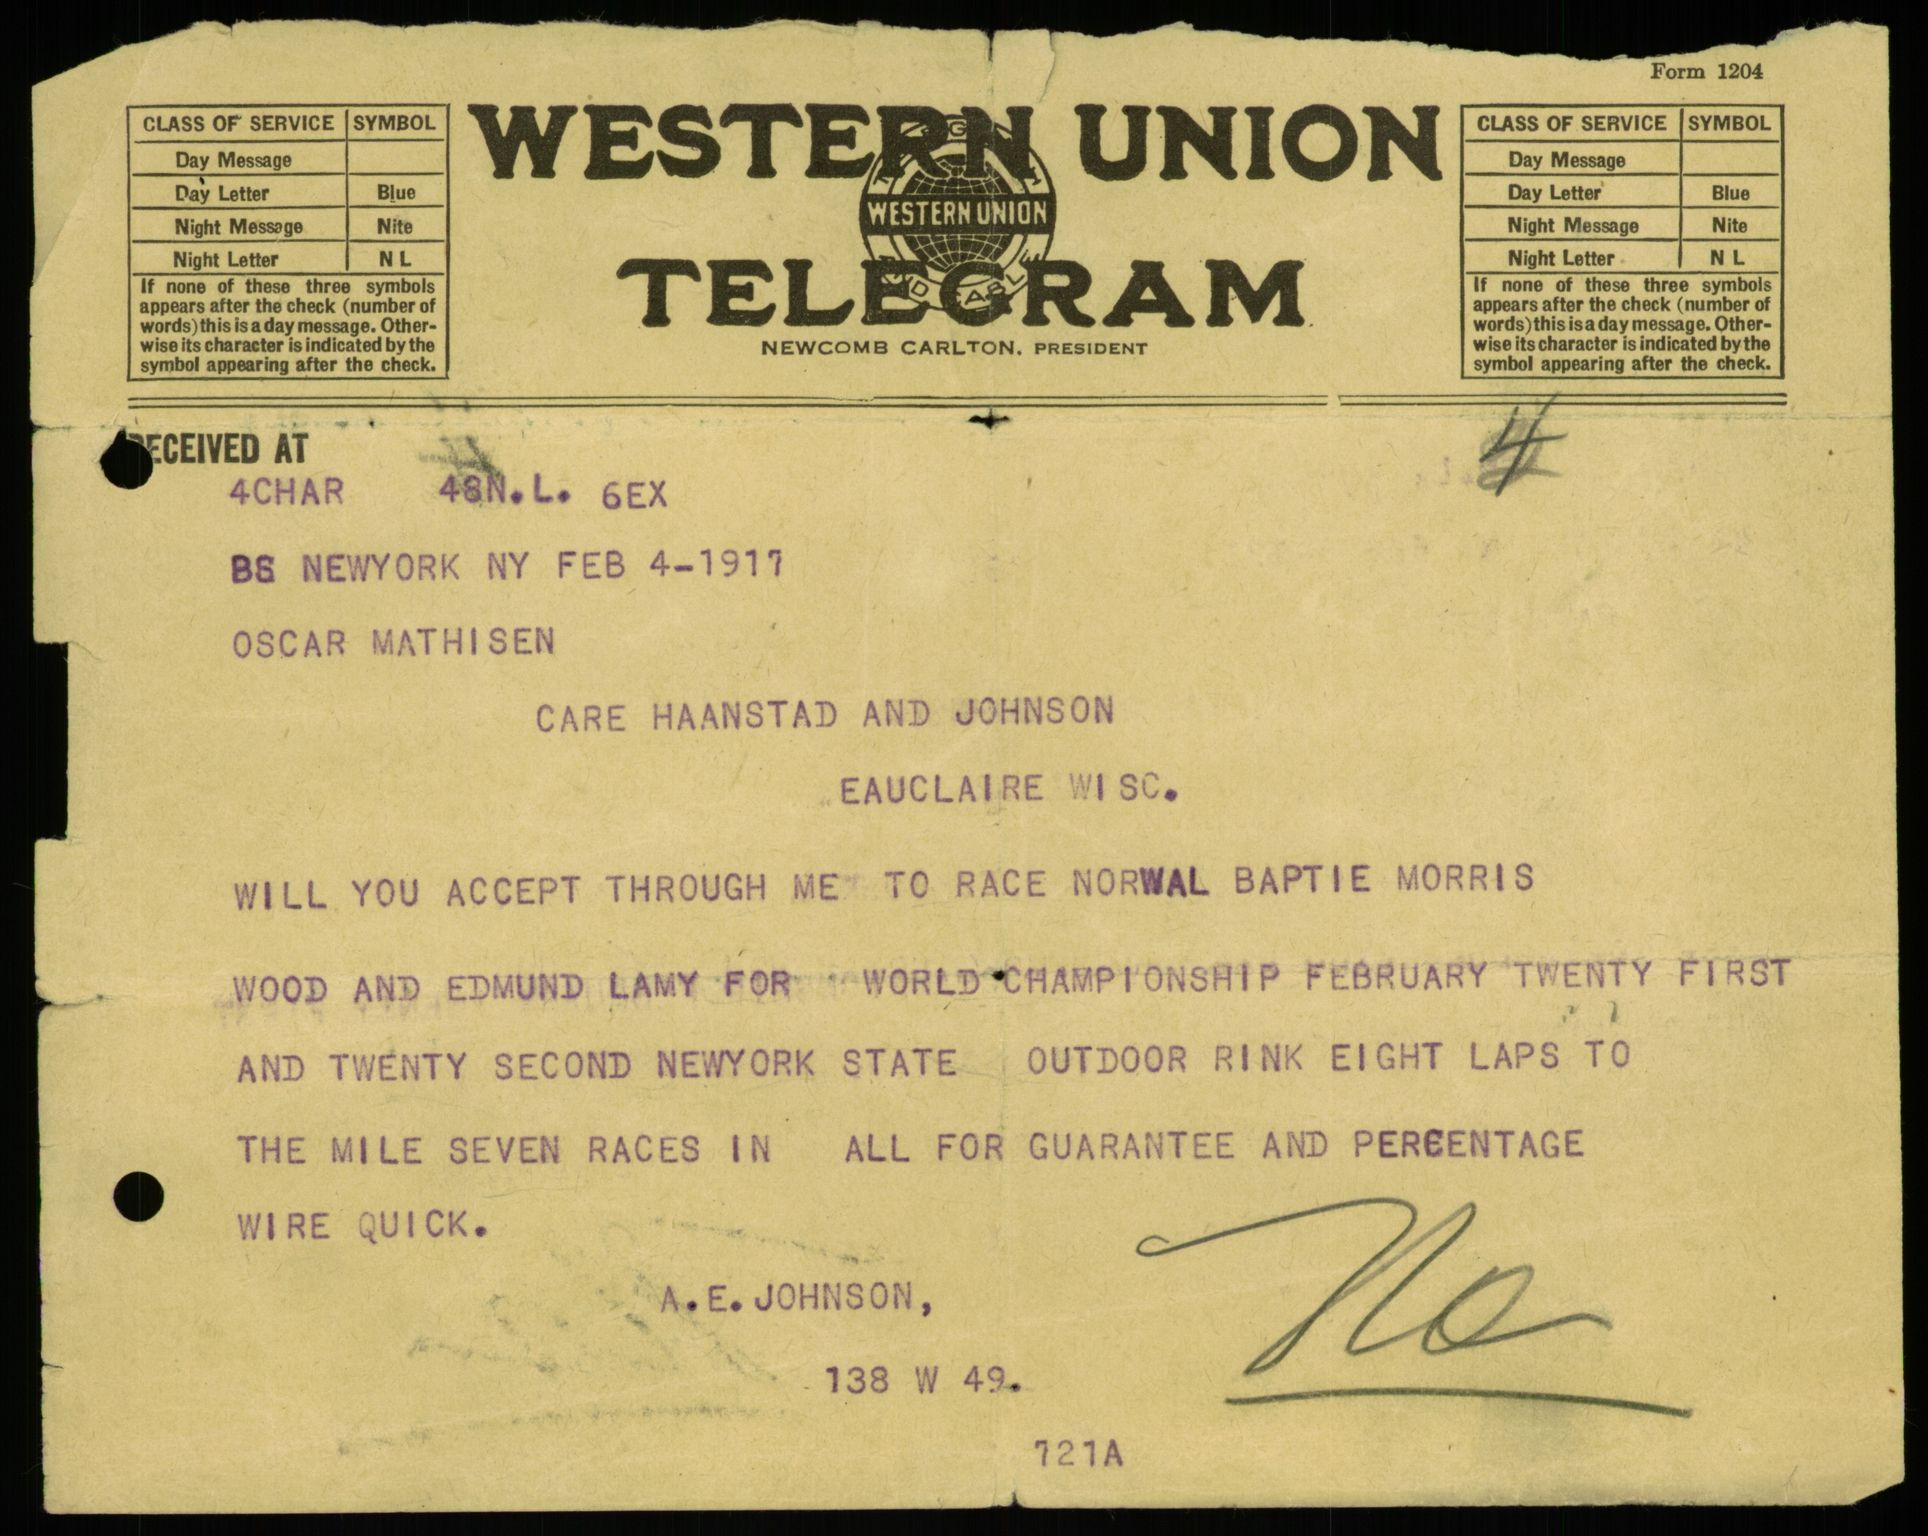 Form 1204
CLASS OF SERVICE SYMBOL
Day Message
Day Letter Blue
Night Message Nite
Night Letter N L
If none of these three symbols
appears after the check (number of
words) this is a day message. Other-
wise its character is indicated by the
symbol appearing after the check.
WESTERN UNION
WESTERN UNION
TELEGRAM
NEWCOMB CARLTON, PRESIDENT
CLASS OF SERVICE SYMBOL
Day Message
Day Letter Blue
Night Message Nite
Night Letter N L
If none of these three symbols
appears after the check (number of
words) this is a day message. Other-
wise its character is indicated by the
symbol appearing after the check.
RECEIVED AT
4
4CHAR 48N.L. 6EX
BS NEWYORK NY FEB 4-1917
OSCAR MATHISEN
CARE HAANSTAD AND JOHNSON
EAUCLAIRE WISC.
WILL YOU ACCEPT THROUGH ME TO RACE NORWAL BAPTIE MORRIS
WOOD AND EDMUND LAMY FOR WORLD CHAMPIONSHIP FEBRUARY TWENTY FIRST
AND TWENTY SECOND NEWYORK STATE OUTDOOR RINK EIGHT LAPS TO
THE MILE SEVEN RACES IN ALL FOR GUARANTEE AND PERCENTAGE
WIRE QUICK.
A.E.JOHNSON,
138 W 49.
No
121A